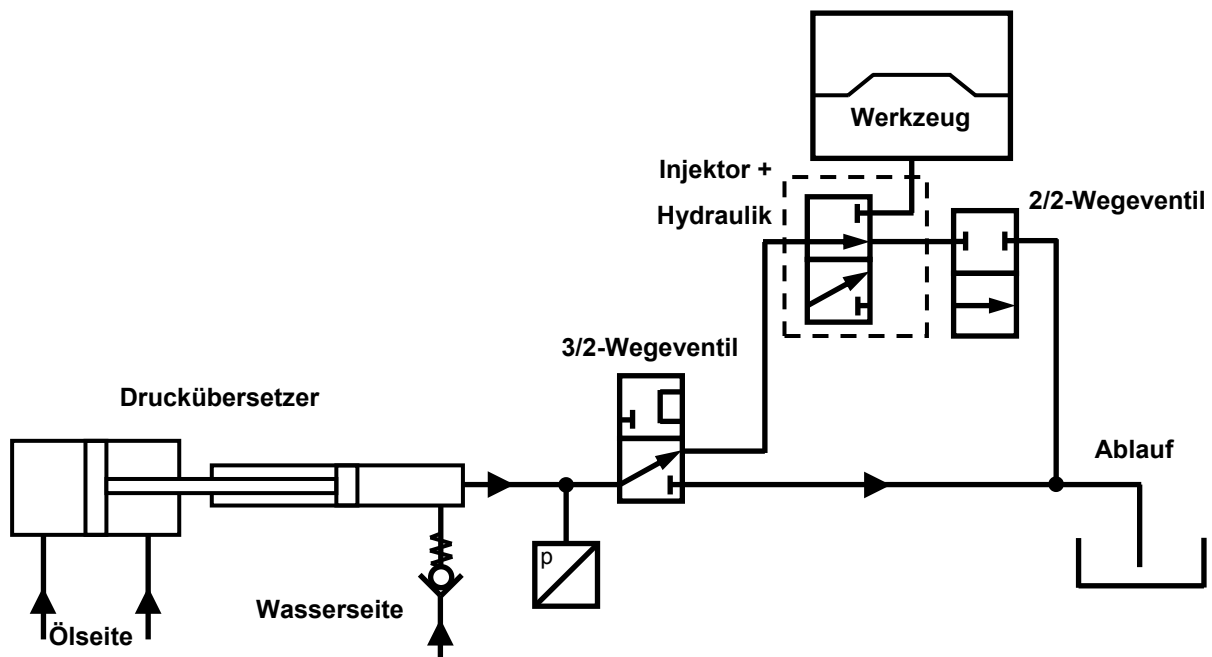 Werkzeug
Injektor +
Hydraulik
2/2-Wegeventil
3/2-Wegeventil
Druckübersetzer
Ablauf
p
Wasserseite
Ölseite